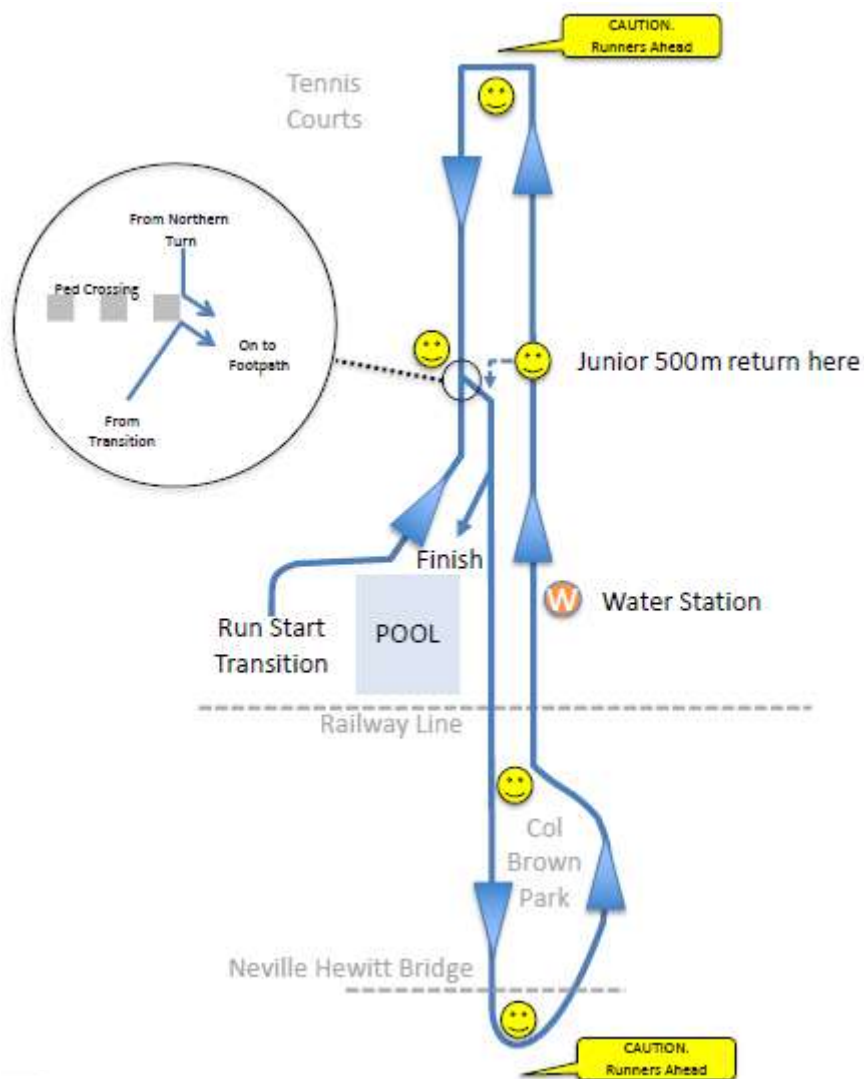 CAUTION.
Runners Ahead
Tennis
Courts
From Northern
Turn
Ped Crossing
On to
Footpath
From
Transition
Junior 500m return here
Finish
W
Water Station
Run Start
Transition
POOL
Railway Line
Col
Brown
Park
Neville Hewitt Bridge
CAUTION.
Runners Ahead